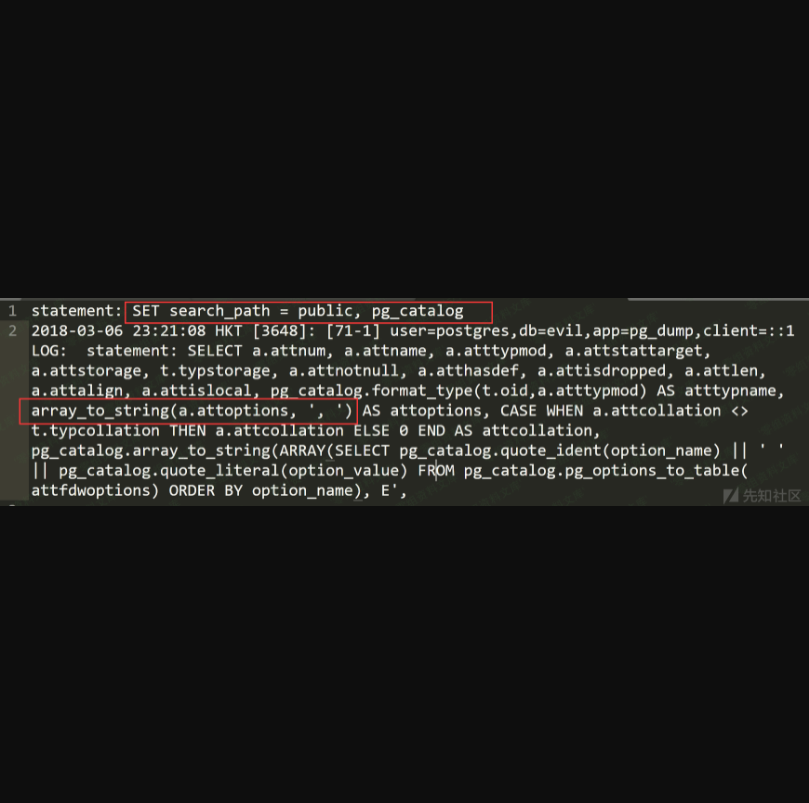 1 statement: SET search_path = public, pg_catalog
2 2018-03-06 23:21:08 HKT [3648]: [71-1] user=postgres,db=evil,app=pg_dump,client=::1
LOG:  statement: SELECT a.attnum, a.attname, a.atttypmod, a.attstattarget,
a.attstorage, t.typstorage, a.attnotnull, a.atthasdef, a.attisdropped, a.attlen,
a.attalign, a.attislocal, pg_catalog.format_type(t.oid,a.atttypmod) AS atttypname,
array_to_string(a.attoptions, ', ') AS attoptions, CASE WHEN a.attcollation <>
t.typcollation THEN a.attcollation ELSE 0 END AS attcollation,
pg_catalog.array_to_string(ARRAY(SELECT pg_catalog.quote_ident(option_name) || ' '
|| pg_catalog.quote_literal(option_value) FROM pg_catalog.pg_options_to_table(
attfdwoptions) ORDER BY option_name), E',
先知社区